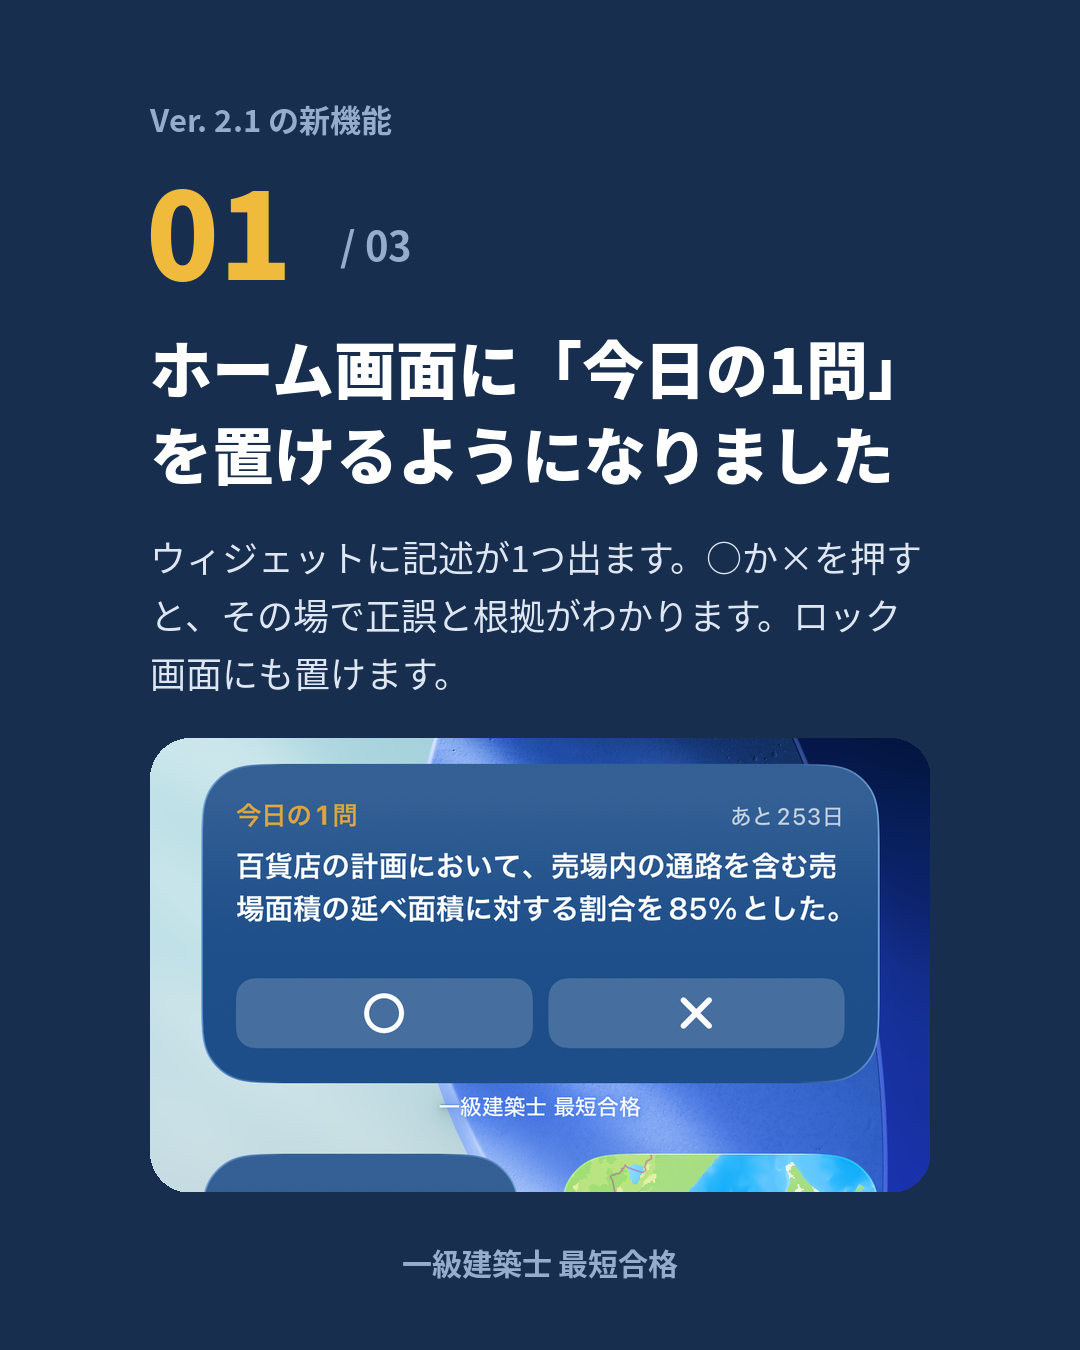 Ver. 2.1 の新機能
01 / 03
ホーム画面に「今日の1問」
を置けるようになりました
ウィジェットに記述が1つ出ます。○か×を押す
と、その場で正誤と根拠がわかります。ロック
画面にも置けます。
今日の1問 あと253日
百貨店の計画において、売場内の通路を含む売
場面積の延べ面積に対する割合を85%とした。
○ ×
一級建築士 最短合格
一級建築士 最短合格